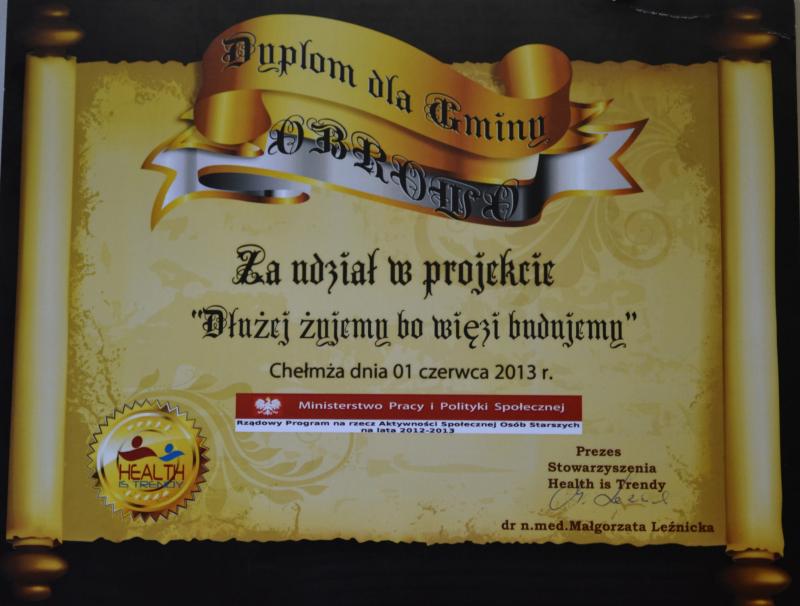 Dyplom dla Gminy
OBROWO
Za udział w projekcie
"Dłużej żyjemy bo więzi budujemy"
Chełmża dnia 01 czerwca 2013 r.
Ministerstwo Pracy i Polityki Społecznej
Rządowy Program na rzecz Aktywności Społecznej Osób Starszych
na lata 2012-2013
HEALTH
IS TRENDY
Prezes
Stowarzyszenia
Health is Trendy
dr n.med.Małgorzata Leźnicka